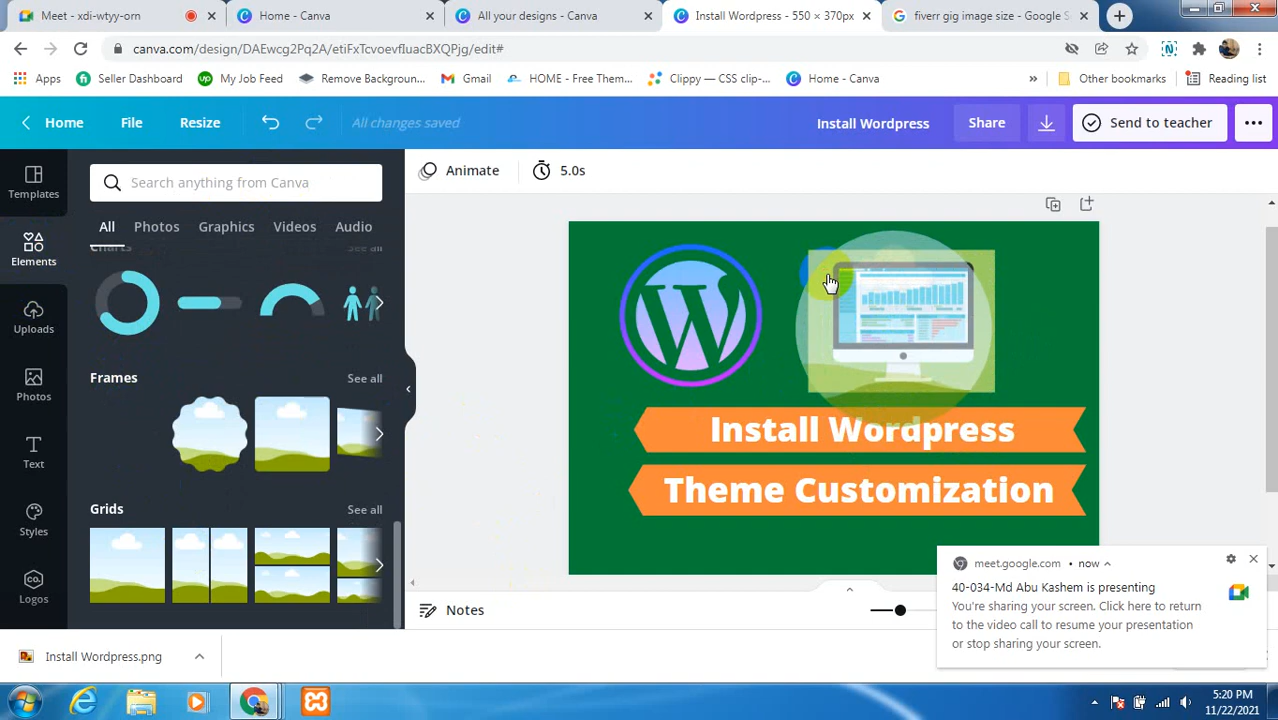 Meet - xdi-wtyy-orn
Home - Canva
All your designs - Canva
Install Wordpress - 550 × 370px
fiverr gig image size - Google S
canva.com/design/DAEwcg2Pq2A/etiFxTcvoevfIuacBXQPjg/edit#
Apps
Seller Dashboard
My Job Feed
Remove Backgroun...
Gmail
HOME - Free Them...
Clippy — CSS clip-...
Home - Canva
»
Other bookmarks
Reading list
Home
File
Resize
All changes saved
Install Wordpress
Share
Send to teacher
Templates
Elements
Uploads
Photos
Text
Styles
CO.
Logos
Search anything from Canva
All
Photos
Graphics
Videos
Audio
Charts
See all
Frames
See all
Grids
See all
Animate
5.0s
W
Install Wordpress
Theme Customization
Notes
meet.google.com • now
40-034-Md Abu Kashem is presenting
You're sharing your screen. Click here to return
to the video call to resume your presentation
or stop sharing your screen.
Install Wordpress.png
5:20 PM
11/22/2021